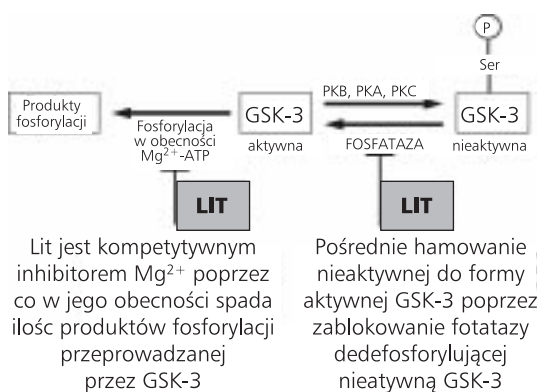 P
Ser
Produkty
fosforylacji
GSK-3
PKB, PKA, PKC
GSK-3
Fosforylacja
w obecności
Mg²⁺-ATP
aktywna
FOSFATAZA
nieaktywna
LIT
LIT
Lit jest kompetytywnym
inhibitorem Mg²⁺ poprzez
co w jego obecności spada
ilośc produktów fosforylacji
przeprowadzanej
przez GSK-3
Pośrednie hamowanie
nieaktywnej do formy
aktywnej GSK-3 poprzez
zablokowanie fotatazy
dedefosforylującej
nieatywną GSK-3